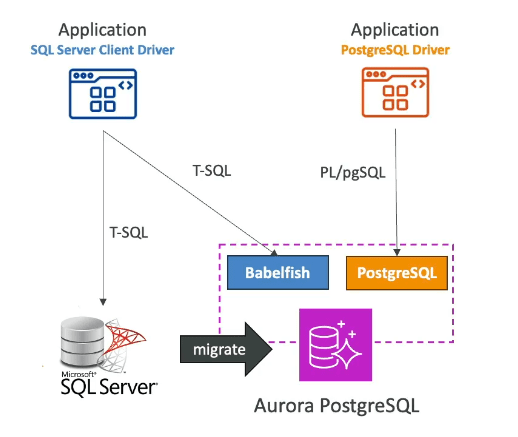 Application
SQL Server Client Driver
Application
PostgreSQL Driver
</>
</>
T-SQL
PL/pgSQL
T-SQL
Babelfish
PostgreSQL
migrate
Microsoft®
SQL Server®
Aurora PostgreSQL